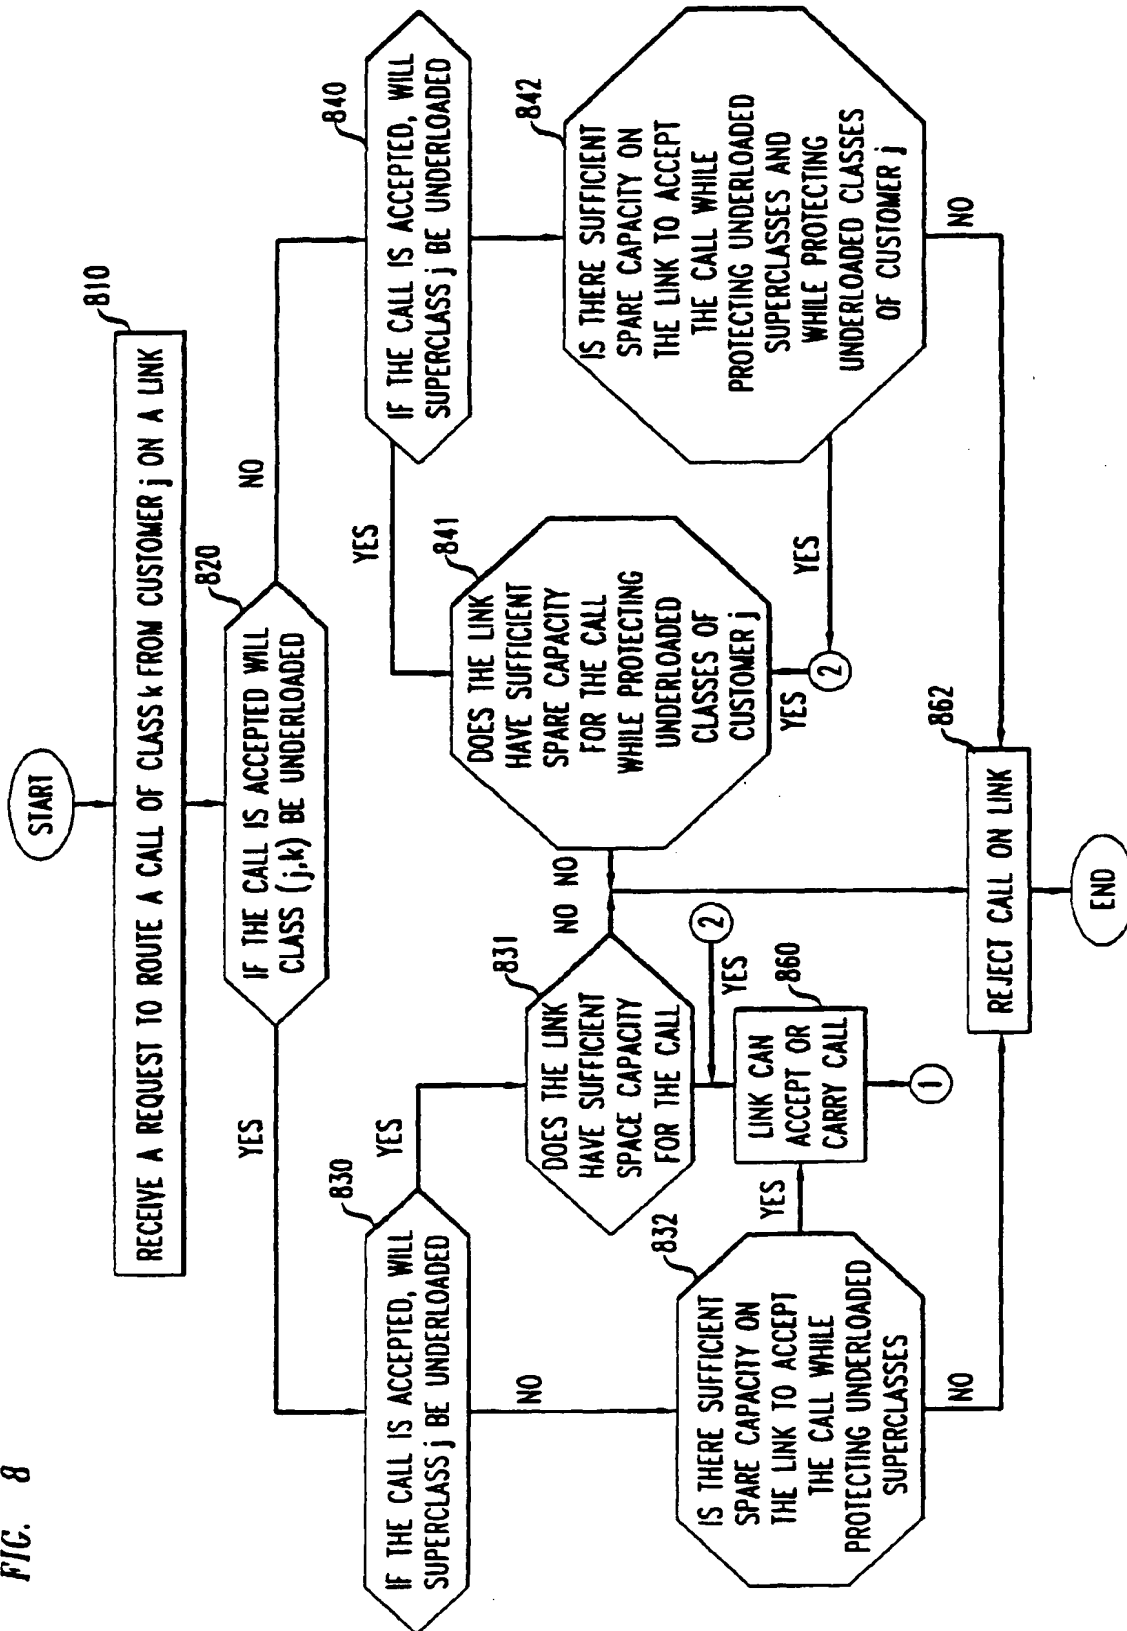 FIG. 8
START
810
RECEIVE A REQUEST TO ROUTE A CALL OF CLASS k FROM CUSTOMER j ON A LINK
820
IF THE CALL IS ACCEPTED WILL
CLASS (j,k) BE UNDERLOADED
YES
NO
830
IF THE CALL IS ACCEPTED, WILL
SUPERCLASS j BE UNDERLOADED
YES
NO
840
IF THE CALL IS ACCEPTED, WILL
SUPERCLASS j BE UNDERLOADED
YES
831
DOES THE LINK
HAVE SUFFICIENT
SPACE CAPACITY
FOR THE CALL
NO
NO
841
DOES THE LINK
HAVE SUFFICIENT
SPARE CAPACITY
FOR THE CALL
WHILE PROTECTING
UNDERLOADED
CLASSES OF
CUSTOMER j
YES
842
IS THERE SUFFICIENT
SPARE CAPACITY ON
THE LINK TO ACCEPT
THE CALL WHILE
PROTECTING UNDERLOADED
SUPERCLASSES AND
WHILE PROTECTING
UNDERLOADED CLASSES
OF CUSTOMER j
YES
NO
2
832
IS THERE SUFFICIENT
SPARE CAPACITY ON
THE LINK TO ACCEPT
THE CALL WHILE
PROTECTING UNDERLOADED
SUPERCLASSES
YES
NO
2
YES
860
LINK CAN
ACCEPT OR
CARRY CALL
1
862
REJECT CALL ON LINK
END